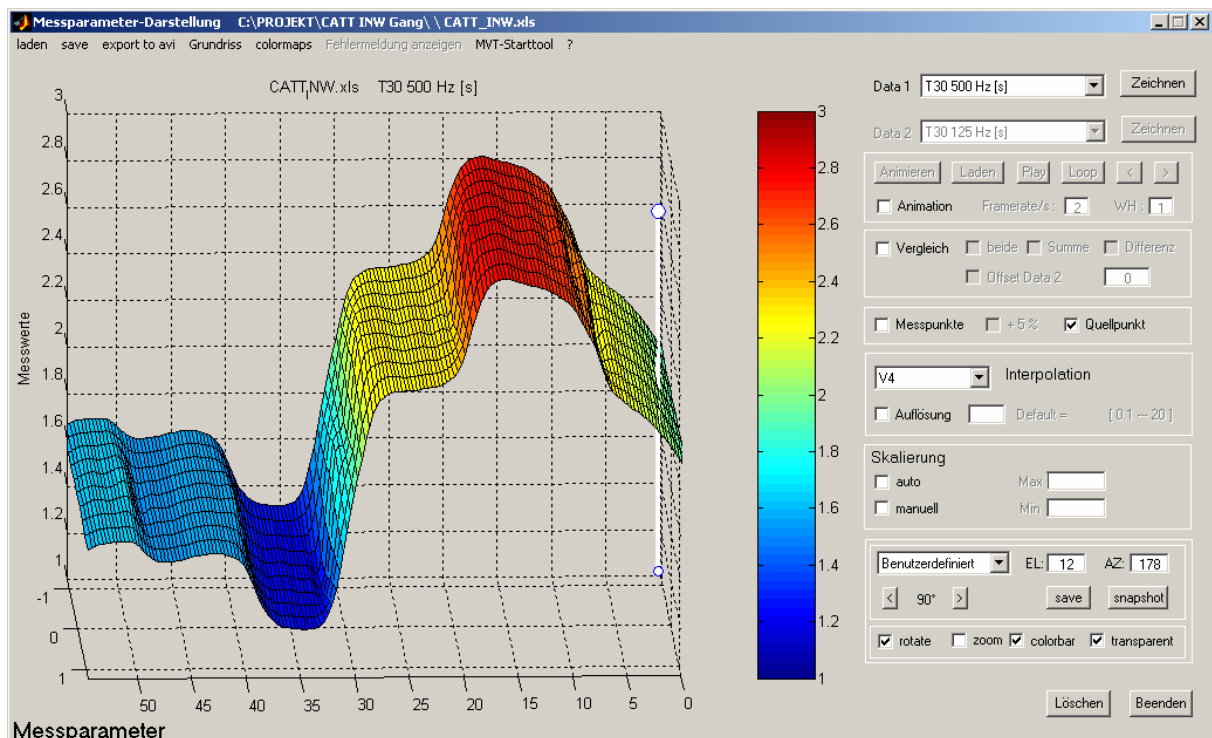 Messparameter-Darstellung C:\PROJEKT\CATT INW Gang\ \ CATT_INW.xls
laden save export to avi Grundriss colormaps Fehlermeldung anzeigen MVT-Starttool ?
CATTINW.xls T30 500 Hz [s]
3
2.8
2.6
2.4
2.2
2
1.8
1.6
1.4
1.2
1
Messwerte
-1
0
1
50 45 40 35 30 25 20 15 10 5 0
Messparameter
3
2.8
2.6
2.4
2.2
2
1.8
1.6
1.4
1.2
1
Data 1 T30 500 Hz [s] Zeichnen
Data 2 T30 125 Hz [s] Zeichnen
Animieren Laden Play Loop < >
Animation Framerate/s : 2 WH : 1
Vergleich beide Summe Differenz
Offset Data 2 0
Messpunkte +5 % Quellpunkt
V4 Interpolation
Auflösung Default = [ 0.1 --- 20 ]
Skalierung
auto Max
manuell Min
Benutzerdefiniert EL: 12 AZ: 178
< 90° > save snapshot
rotate zoom colorbar transparent
Löschen Beenden